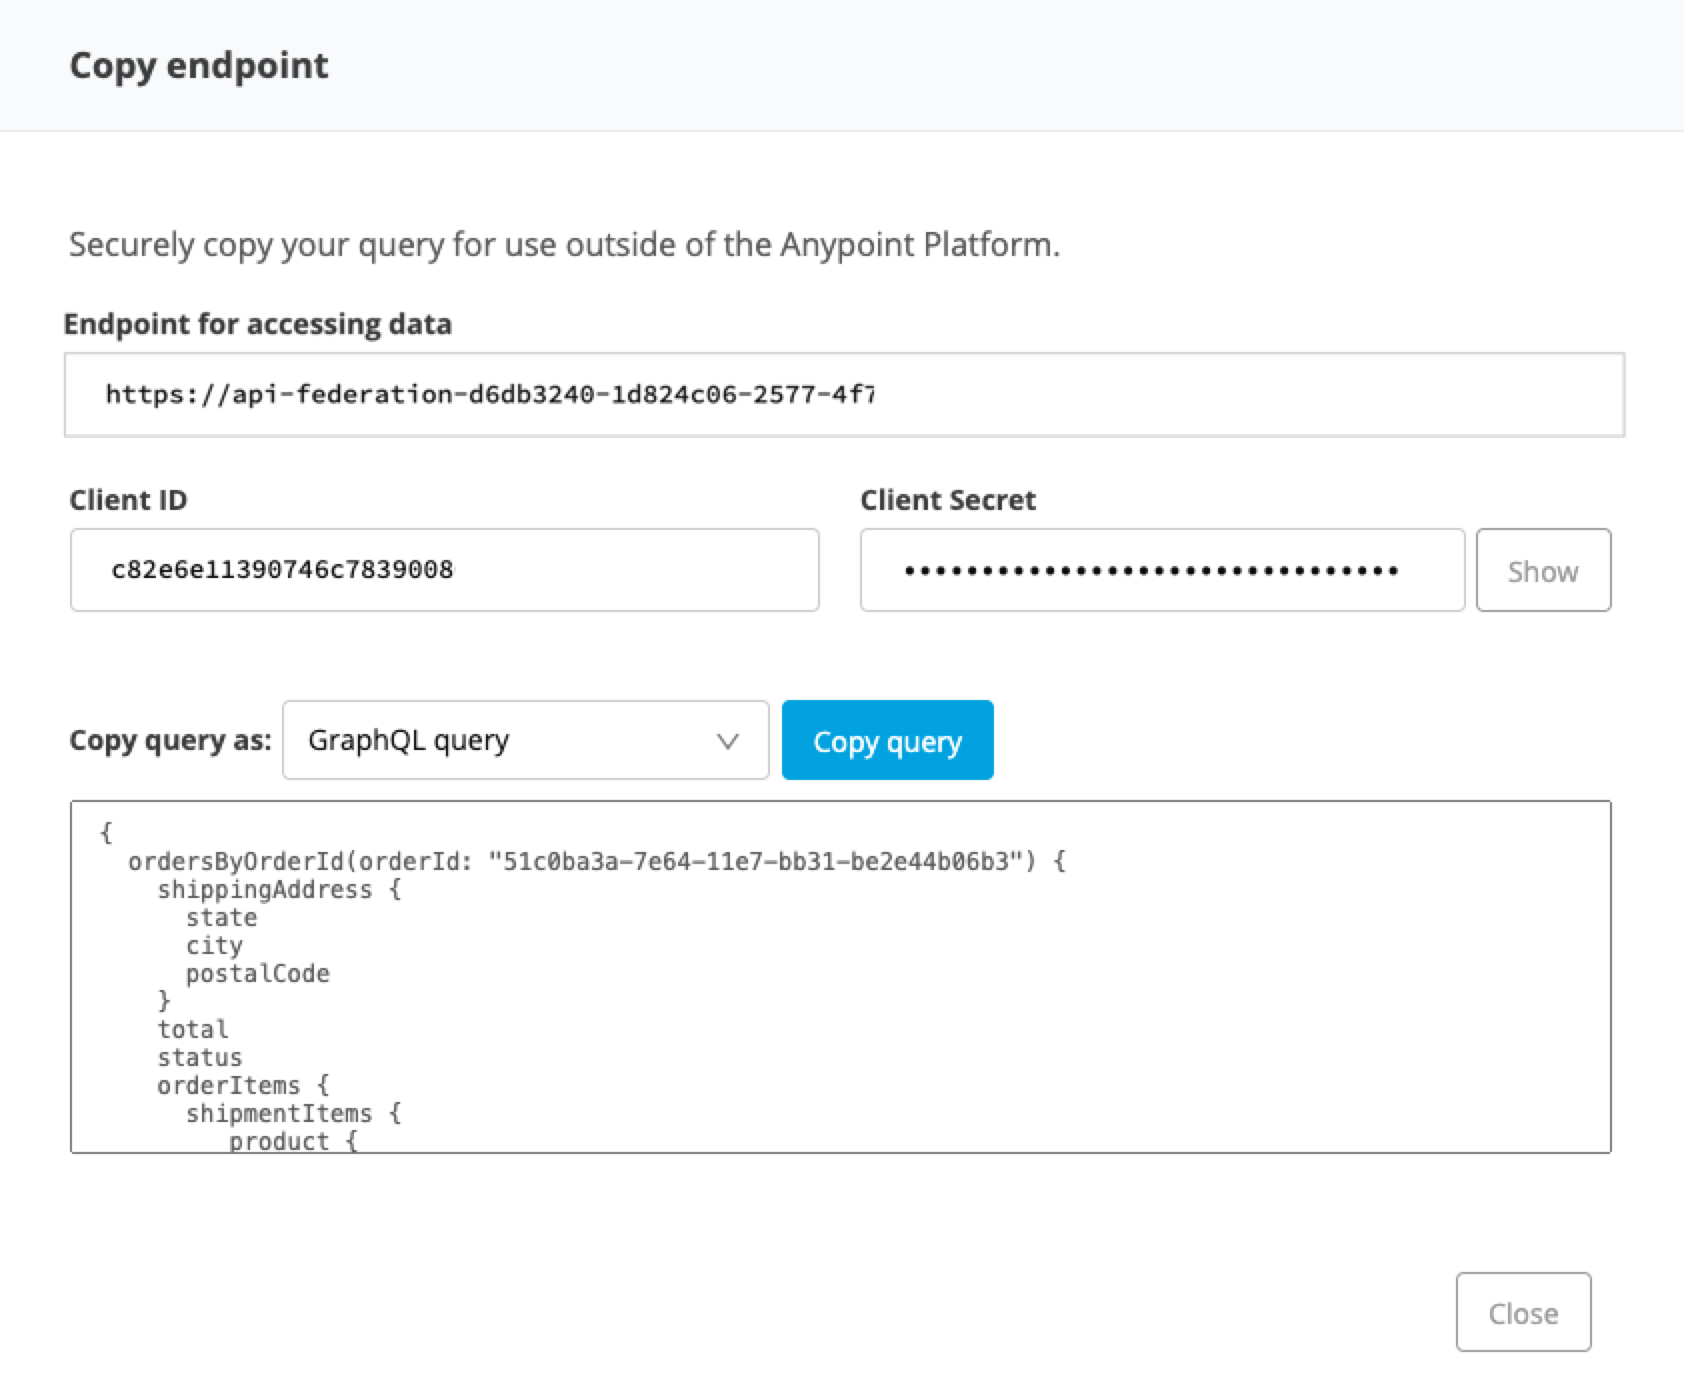 Copy endpoint
Securely copy your query for use outside of the Anypoint Platform.
Endpoint for accessing data
https://api-federation-d6db3240-1d824c06-2577-4f7
Client ID
Client Secret
c82e6e11390746c7839008
••••••••••••••••••••••••••••••••
Show
Copy query as:
GraphQL query
Copy query
{
ordersByOrderId(orderId: "51c0ba3a-7e64-11e7-bb31-be2e44b06b3") {
shippingAddress {
state
city
postalCode
}
total
status
orderItems {
shipmentItems {
product {
Close